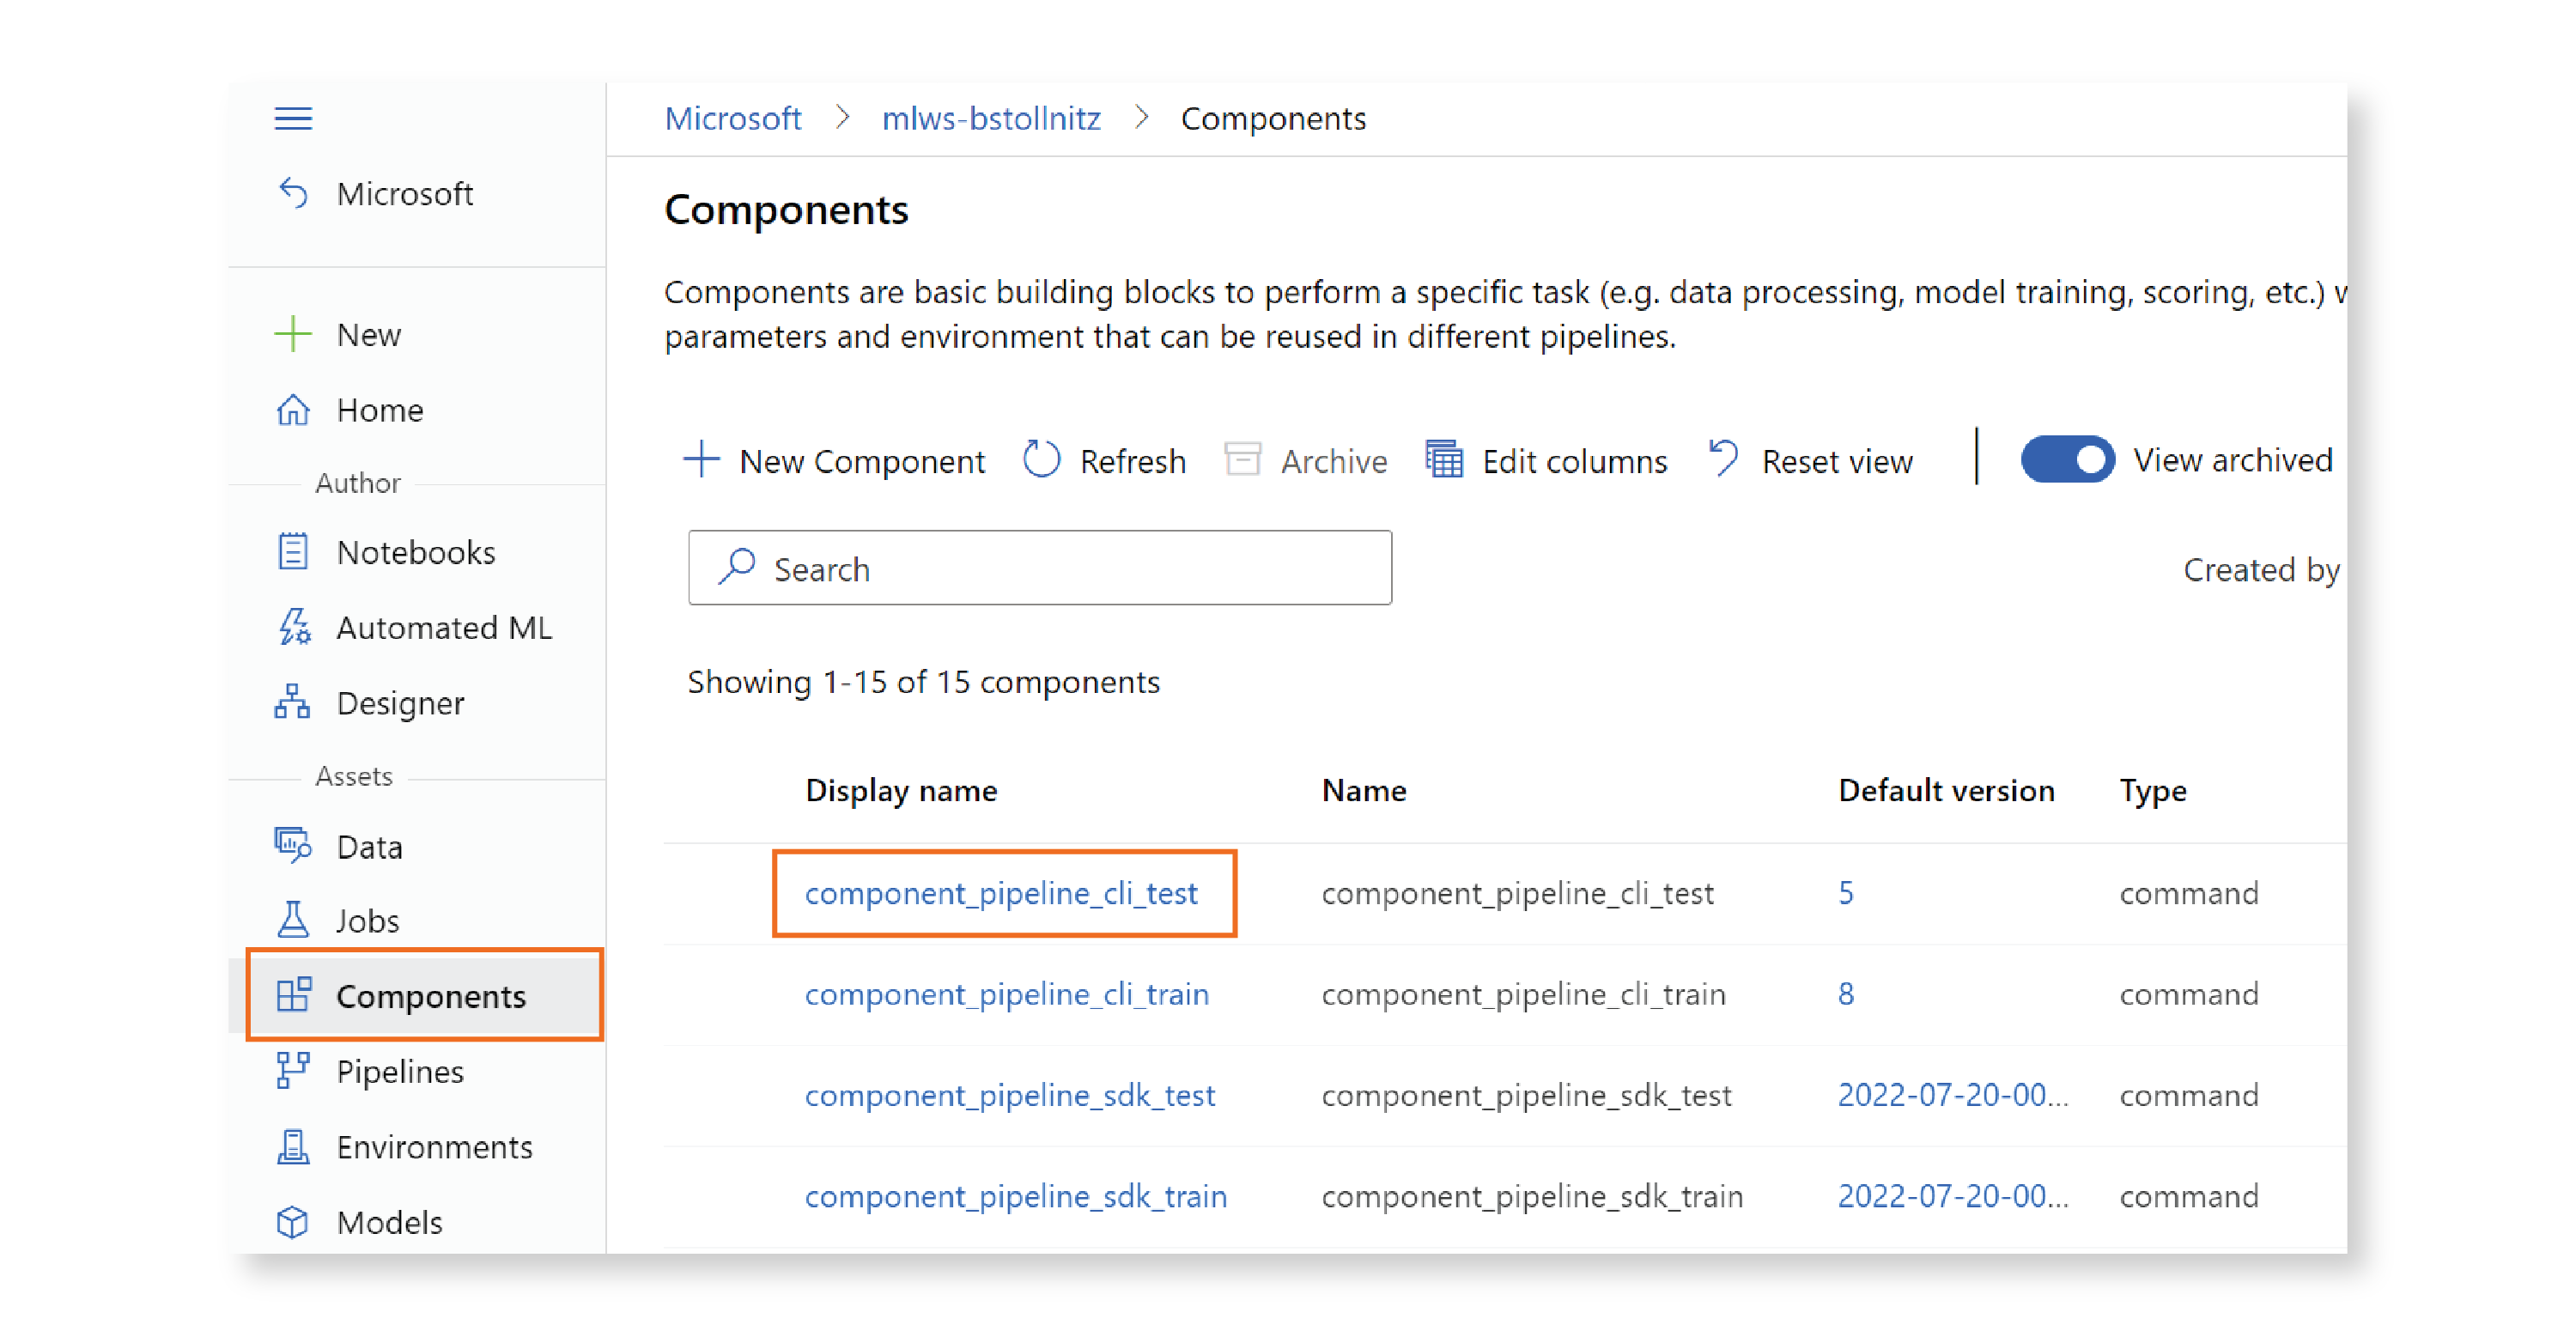 Microsoft
New
Home
Author
Notebooks
Automated ML
Designer
Assets
Data
Jobs
Components
Pipelines
Environments
Models
Microsoft > mlws-bstollnitz > Components
Components
Components are basic building blocks to perform a specific task (e.g. data processing, model training, scoring, etc.)
parameters and environment that can be reused in different pipelines.
New Component Refresh Archive Edit columns Reset view | View archived
Search Created by
Showing 1-15 of 15 components
Display name Name Default version Type
component_pipeline_cli_test component_pipeline_cli_test 5 command
component_pipeline_cli_train component_pipeline_cli_train 8 command
component_pipeline_sdk_test component_pipeline_sdk_test 2022-07-20-00... command
component_pipeline_sdk_train component_pipeline_sdk_train 2022-07-20-00... command